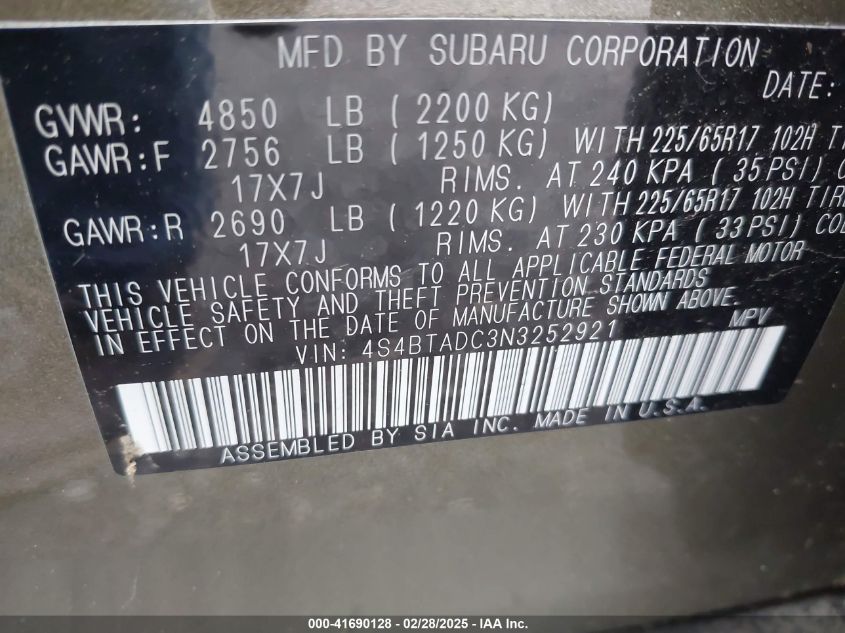 MFD BY SUBARU CORPORATION
DATE:
GVWR: 4850 LB ( 2200 KG)
GAWR:F 2756 LB ( 1250 KG) WITH 225/65R17 102H
17X7J RIMS. AT 240 KPA ( 35 PSI)
GAWR:R 2690 LB ( 1220 KG) WITH 225/65R17 102H TIRE
17X7J RIMS. AT 230 KPA ( 33 PSI) COL
THIS VEHICLE CONFORMS TO ALL APPLICABLE FEDERAL MOTOR
VEHICLE SAFETY AND THEFT PREVENTION STANDARDS
IN EFFECT ON THE DATE OF MANUFACTURE SHOWN ABOVE.
VIN: 4S4BTADC3N3252921 MPV
ASSEMBLED BY SIA INC. MADE IN U.S.A.
000-41690128 - 02/28/2025 - IAA Inc.